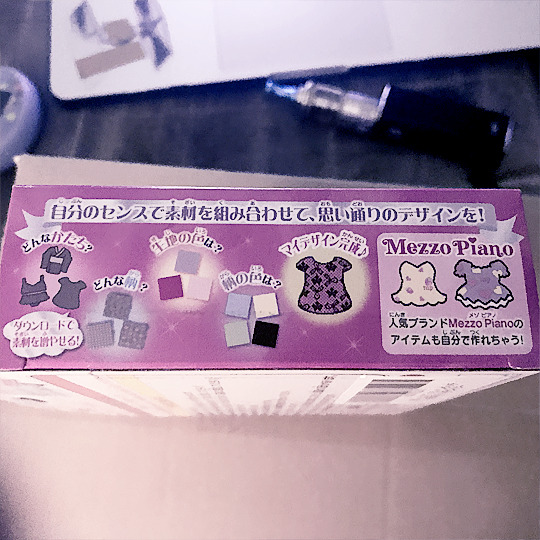 自分のセンスで素材を組み合わせて、思い通りのデザインを!
どんなかたち?
どんな柄?
生地の色は?
柄の色は?
マイデザイン完成♪
ダウンロードで
素材を増やせる!
Mezzo Piano
人気ブランドMezzo Pianoの
アイテムも自分で作れちゃう!